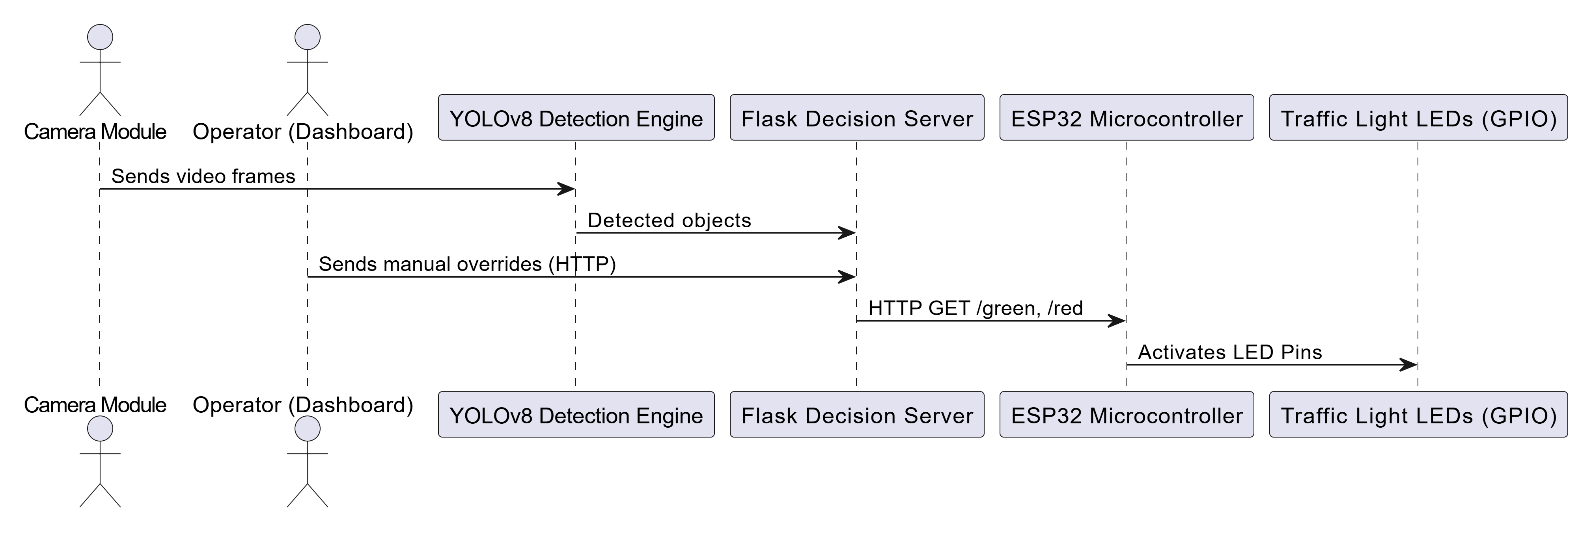 Camera Module
Operator (Dashboard)
YOLOv8 Detection Engine
Flask Decision Server
ESP32 Microcontroller
Traffic Light LEDs (GPIO)
Sends video frames
Detected objects
Sends manual overrides (HTTP)
HTTP GET /green, /red
Activates LED Pins
Camera Module
Operator (Dashboard)
YOLOv8 Detection Engine
Flask Decision Server
ESP32 Microcontroller
Traffic Light LEDs (GPIO)